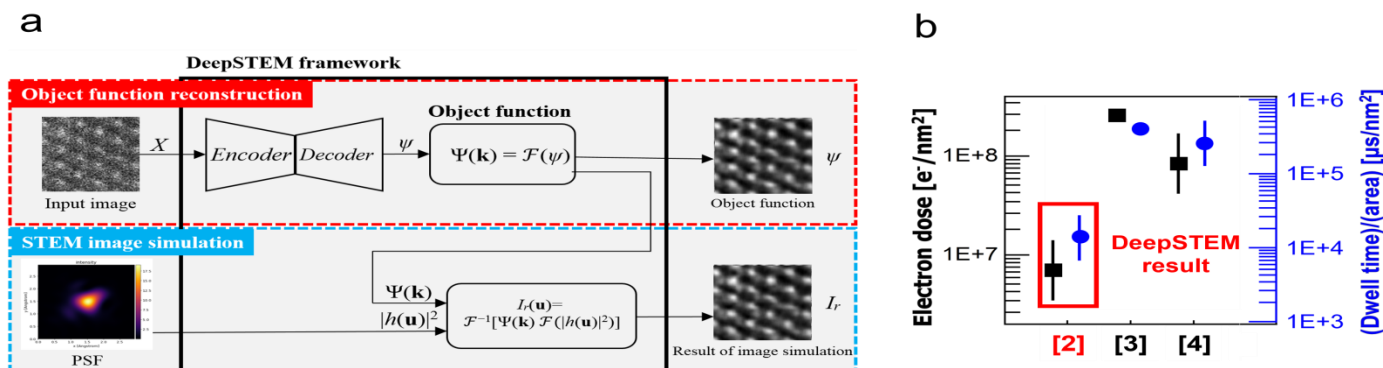 a
DeepSTEM framework
Object function reconstruction
Input image
X
Encoder
Decoder
ψ
Object function
Ψ(k) = ℱ(ψ)
ψ
Object function
STEM image simulation
Intensity
PSF
Ψ(k)
|h(u)|²
Iᵣ(u)=
ℱ⁻¹[Ψ(k) ℱ(|h(u)|²)]
Iᵣ
Result of image simulation
b
Electron dose [e⁻/nm²]
1E+8
1E+7
DeepSTEM
result
[2]
[3]
[4]
1E+6
1E+5
1E+4
1E+3
(Dwell time)/(area) [μs/nm²]